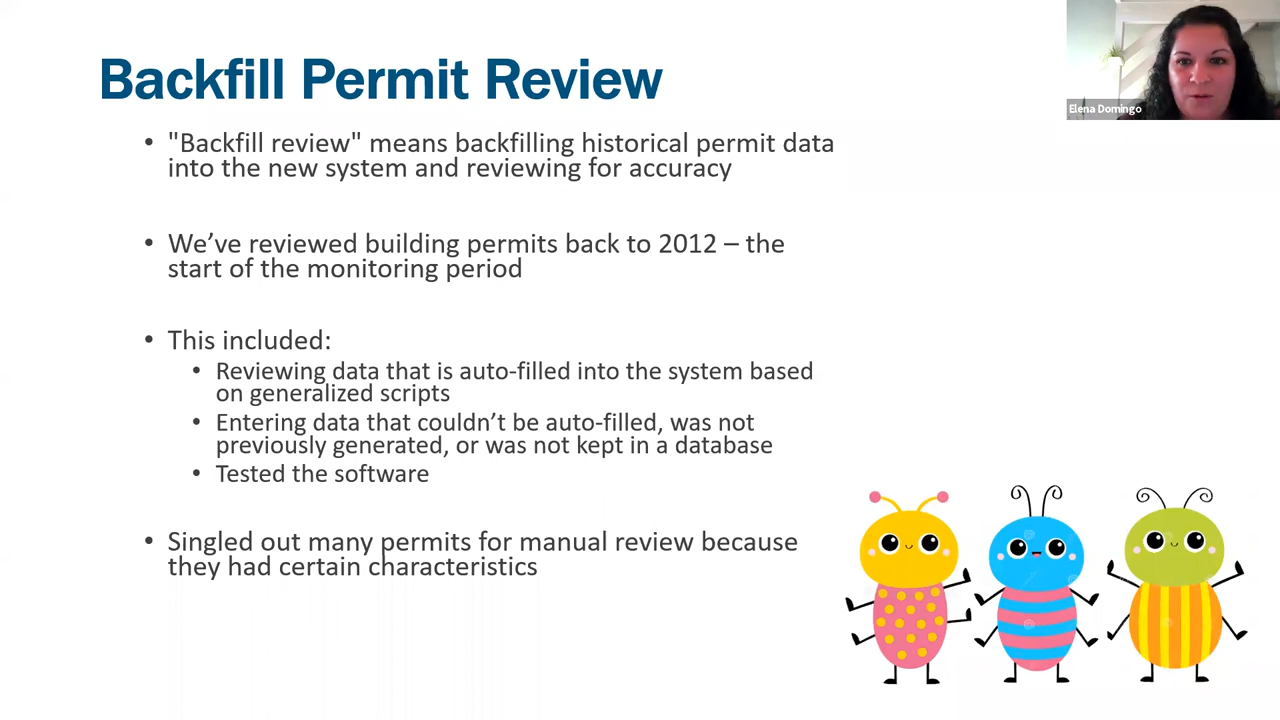 Backfill Permit Review
Elena Domingo
• "Backfill review" means backfilling historical permit data
into the new system and reviewing for accuracy
• We’ve reviewed building permits back to 2012 – the
start of the monitoring period
• This included:
• Reviewing data that is auto-filled into the system based
on generalized scripts
• Entering data that couldn’t be auto-filled, was not
previously generated, or was not kept in a database
• Tested the software
• Singled out many permits for manual review because
they had certain characteristics